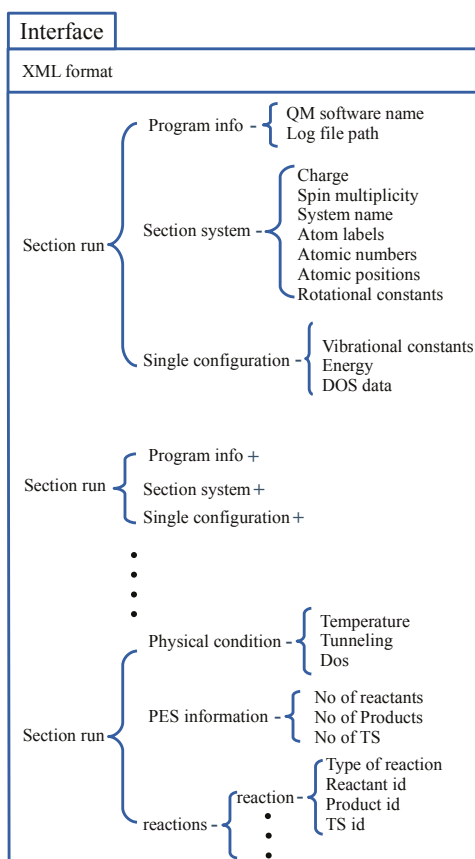 Interface
XML format
Section run
Program info -
QM software name
Log file path
Section system -
Charge
Spin multiplicity
System name
Atom labels
Atomic numbers
Atomic positions
Rotational constants
Single configuration -
Vibrational constants
Energy
DOS data
Section run
Program info +
Section system +
Single configuration +
Section run
Physical condition -
Temperature
Tunneling
Dos
PES information -
No of reactants
No of Products
No of TS
reactions -
reaction -
Type of reaction
Reactant id
Product id
TS id